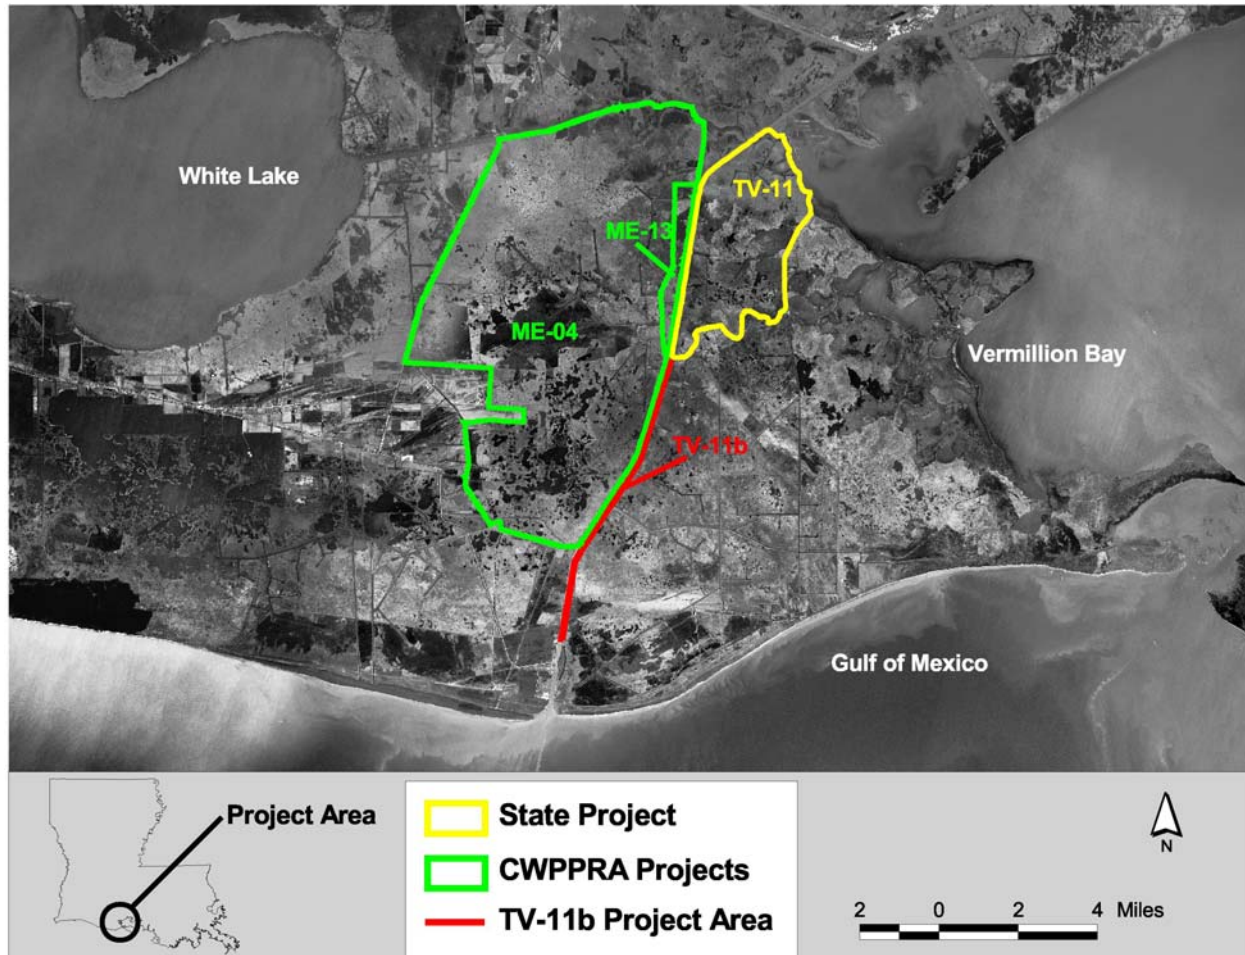 White Lake
TV-11
ME-13
ME-04
Vermillion Bay
TV-11b
Gulf of Mexico
Project Area
State Project
CWPPRA Projects
TV-11b Project Area
N
2 0 2 4 Miles